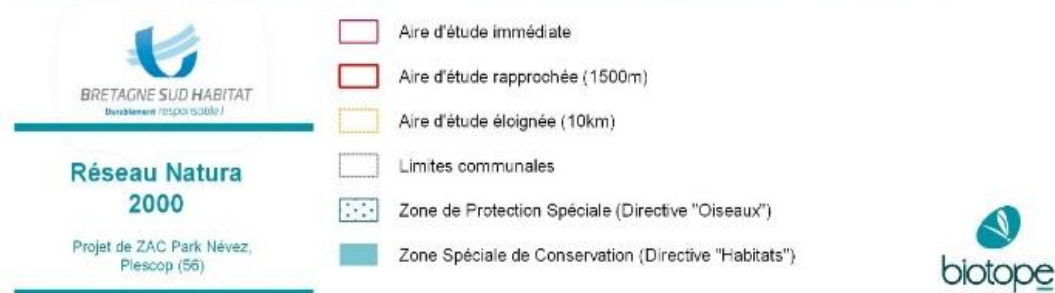 BRETAGNE SUD HABITAT
Durablement responsable !
Réseau Natura
2000
Projet de ZAC Park Névez,
Plescop (56)
Aire d'étude immédiate
Aire d'étude rapprochée (1500m)
Aire d'étude éloignée (10km)
Limites communales
Zone de Protection Spéciale (Directive "Oiseaux")
Zone Spéciale de Conservation (Directive "Habitats")
biotope